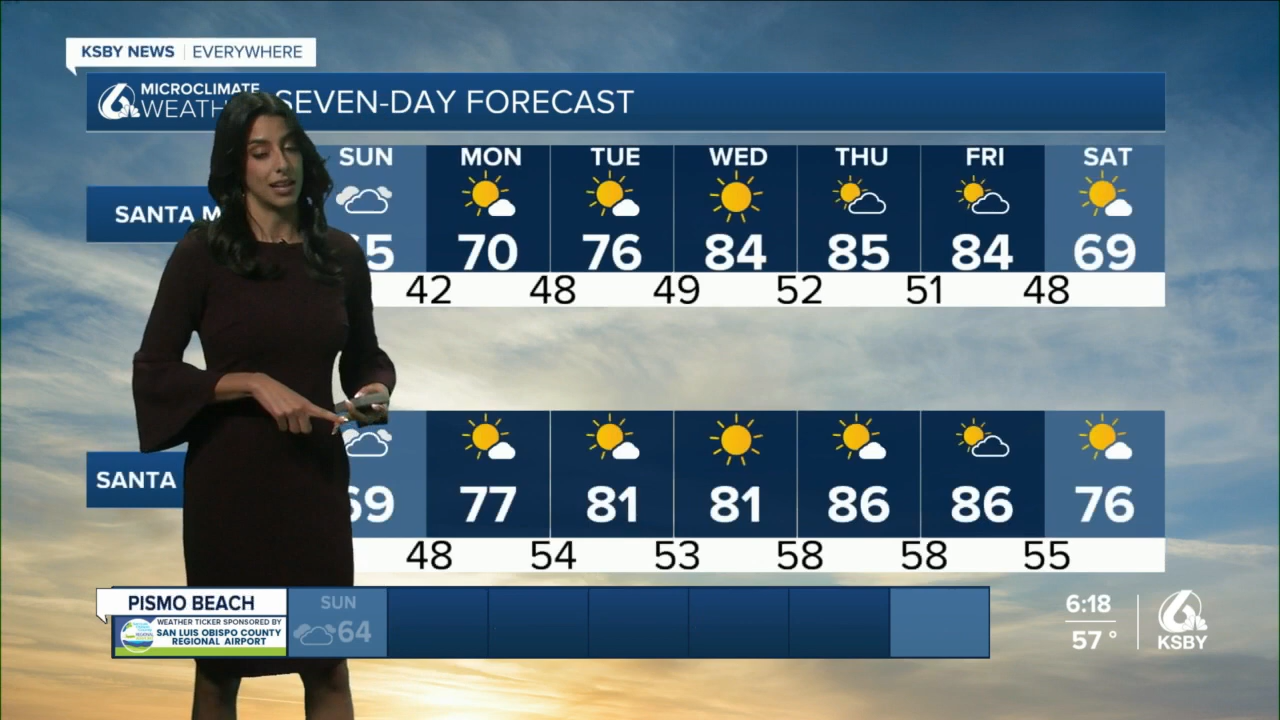 KSBY NEWS EVERYWHERE
MICROCLIMATE
SEVEN-DAY FORECAST
SUN MON TUE WED THU FRI SAT
SANTA
70 76 84 85 84 69
42 48 49 52 51 48
SANTA
69 77 81 81 86 86 76
48 54 53 58 58 55
PISMO BEACH
WEATHER TICKER SPONSORED BY
SAN LUIS OBISPO COUNTY
REGIONAL AIRPORT
SUN
64
6:18
57°
6
KSBY